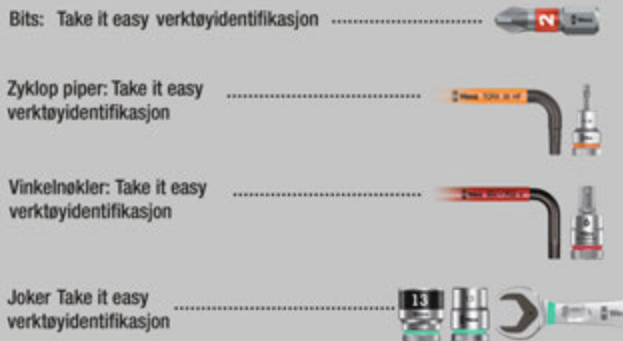 Bits: Take it easy verktøyidentifikasjon
2
Zyklop piper: Take it easy
verktøyidentifikasjon
Vinkelnøkler: Take it easy
verktøyidentifikasjon
Joker Take it easy
verktøyidentifikasjon
13